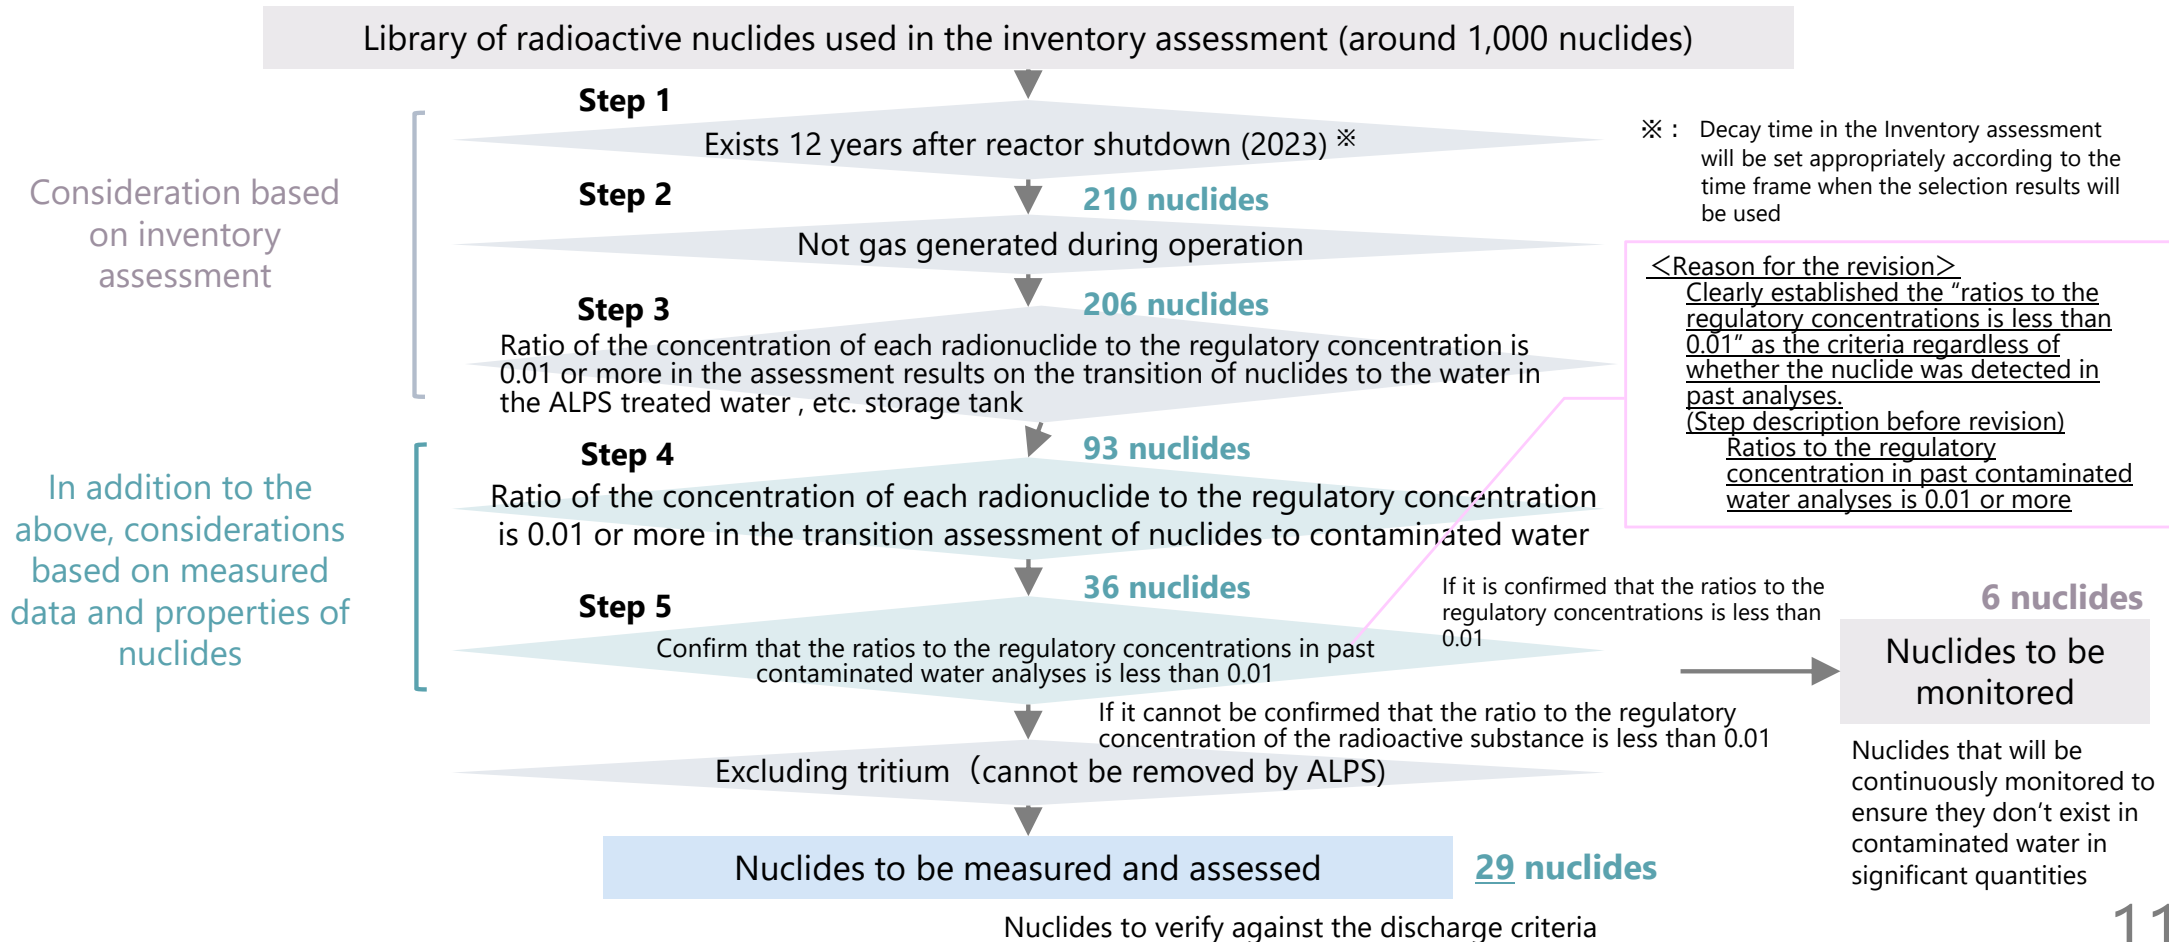 Library of radioactive nuclides used in the inventory assessment (around 1,000 nuclides)
Step 1
Exists 12 years after reactor shutdown (2023) ※
※： Decay time in the Inventory assessment
will be set appropriately according to the
time frame when the selection results will
be used
Consideration based
on inventory
assessment
Step 2
210 nuclides
Not gas generated during operation
Step 3
206 nuclides
Ratio of the concentration of each radionuclide to the regulatory concentration is
0.01 or more in the assessment results on the transition of nuclides to the water in
the ALPS treated water , etc. storage tank
＜Reason for the revision＞
Clearly established the “ratios to the
regulatory concentrations is less than
0.01” as the criteria regardless of
whether the nuclide was detected in
past analyses.
(Step description before revision)
Ratios to the regulatory
concentration in past contaminated
water analyses is 0.01 or more
In addition to the
above, considerations
based on measured
data and properties of
nuclides
Step 4
93 nuclides
Ratio of the concentration of each radionuclide to the regulatory concentration
is 0.01 or more in the transition assessment of nuclides to contaminated water
Step 5
36 nuclides
Confirm that the ratios to the regulatory concentrations in past
contaminated water analyses is less than 0.01
If it is confirmed that the ratios to the
regulatory concentrations is less than
0.01
6 nuclides
Nuclides to be
monitored
Nuclides that will be
continuously monitored to
ensure they don’t exist in
contaminated water in
significant quantities
If it cannot be confirmed that the ratio to the regulatory
concentration of the radioactive substance is less than 0.01
Excluding tritium（cannot be removed by ALPS)
Nuclides to be measured and assessed
29 nuclides
Nuclides to verify against the discharge criteria
11